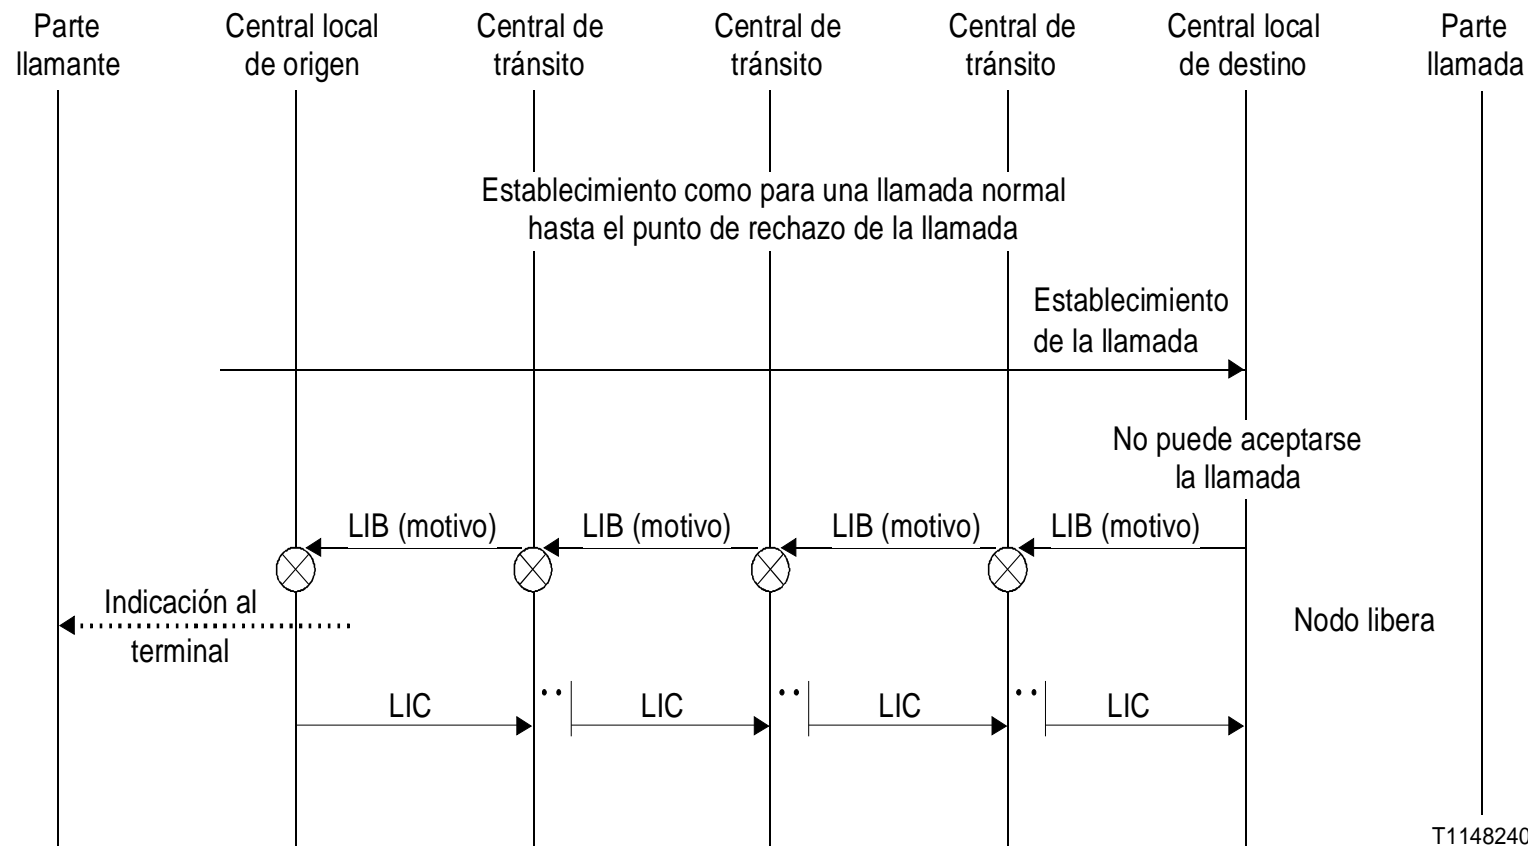 Parte llamante
Central local de origen
Central de tránsito
Central de tránsito
Central de tránsito
Central local de destino
Parte llamada
Establecimiento como para una llamada normal
hasta el punto de rechazo de la llamada
Establecimiento
de la llamada
No puede aceptarse
la llamada
LIB (motivo)
LIB (motivo)
LIB (motivo)
LIB (motivo)
Indicación al
terminal
Nodo libera
LIC
LIC
LIC
LIC
T1148240